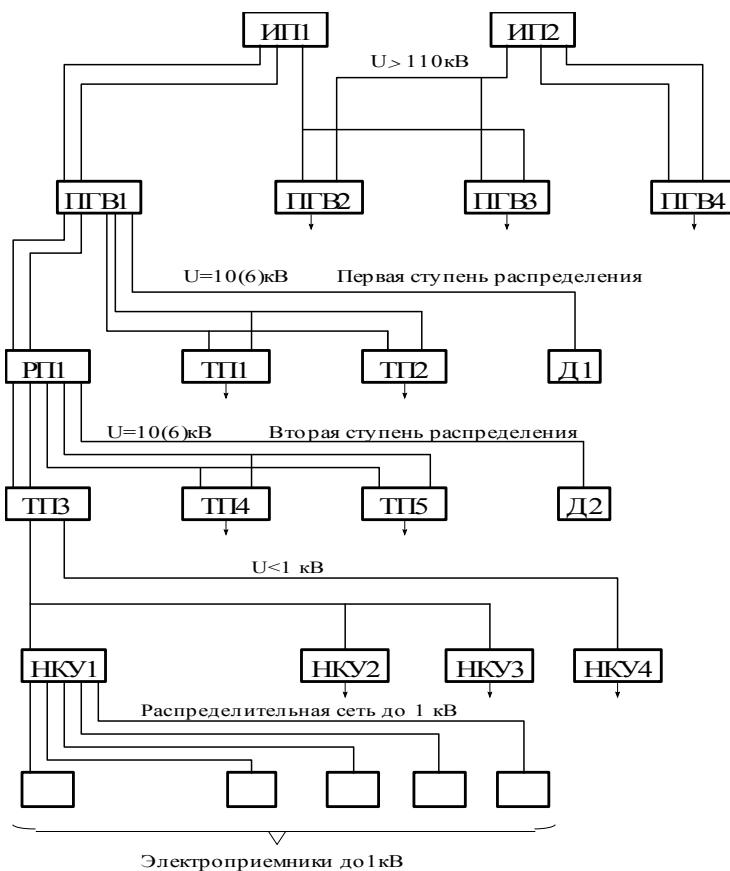 ИП1 ИП2
U> 110кВ
ПГВ1 ПГВ2 ПГВ3 ПГВ4
U=10(6)кВ Первая ступень распределения
РП1 ТП1 ТП2 Д1
U=10(6)кВ Вторая ступень распределения
ТП3 ТП4 ТП5 Д2
U<1 кВ
НКУ1 НКУ2 НКУ3 НКУ4
Распределительная сеть до 1 кВ
Электроприемники до1кВ